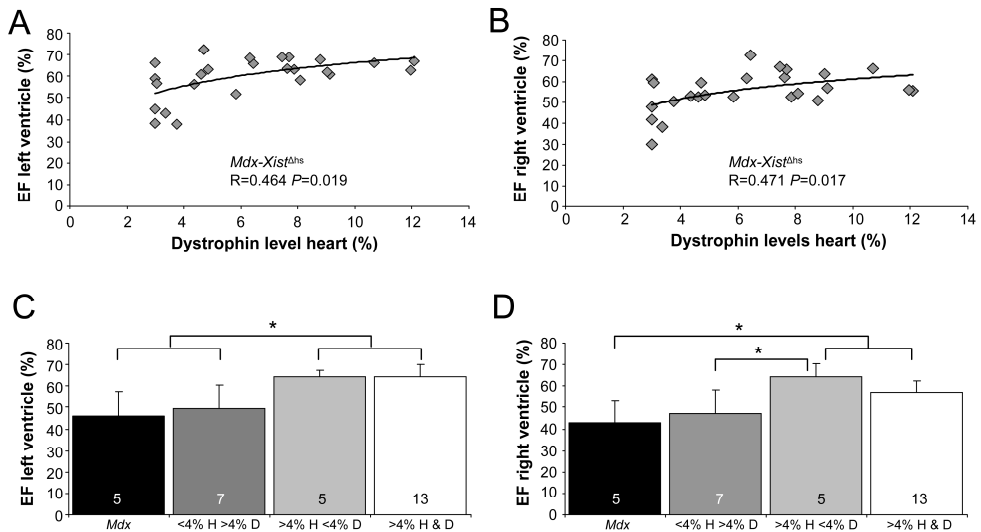 A
EF left ventricle (%)
80
70
60
50
40
30
20
10
0
Mdx-Xist^Δhs
R=0.464 P=0.019
0 2 4 6 8 10 12 14
Dystrophin level heart (%)
B
EF right ventricle (%)
80
70
60
50
40
30
20
10
0
Mdx-Xist^Δhs
R=0.471 P=0.017
0 2 4 6 8 10 12 14
Dystrophin levels heart (%)
C
EF left ventricle (%)
80
70
60
50
40
30
20
10
0
*
5 7 5 13
Mdx <4% H >4% D >4% H <4% D >4% H & D
D
EF right ventricle (%)
80
70
60
50
40
30
20
10
0
*
*
5 7 5 13
Mdx <4% H >4% D >4% H <4% D >4% H & D